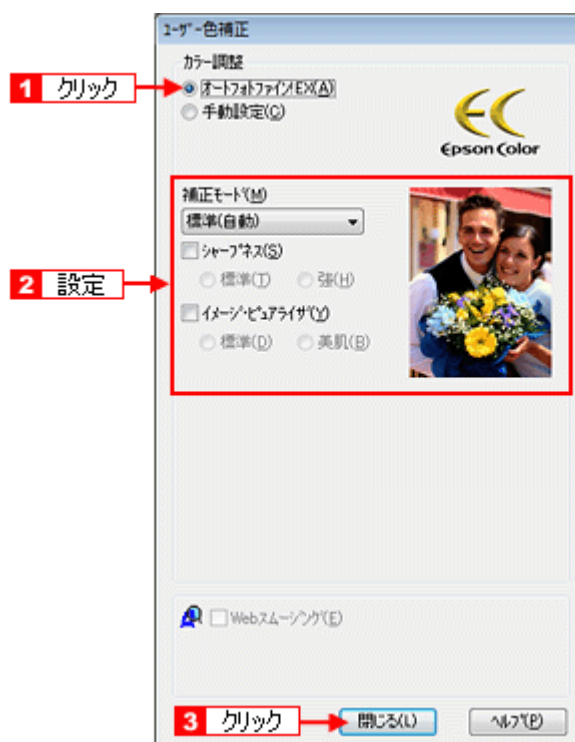 ユーザー色補正
カラー調整
1 クリック
オートフォトファイン!EX(A)
手動設定(C)
EPSON Color
補正モード(M)
標準(自動)
シャープネス(S)
標準(T) 強(H)
2 設定
イメージ・ピュアライザ(Y)
標準(D) 美肌(B)
Webスムージング(E)
3 クリック
閉じる(L) ヘルプ(P)